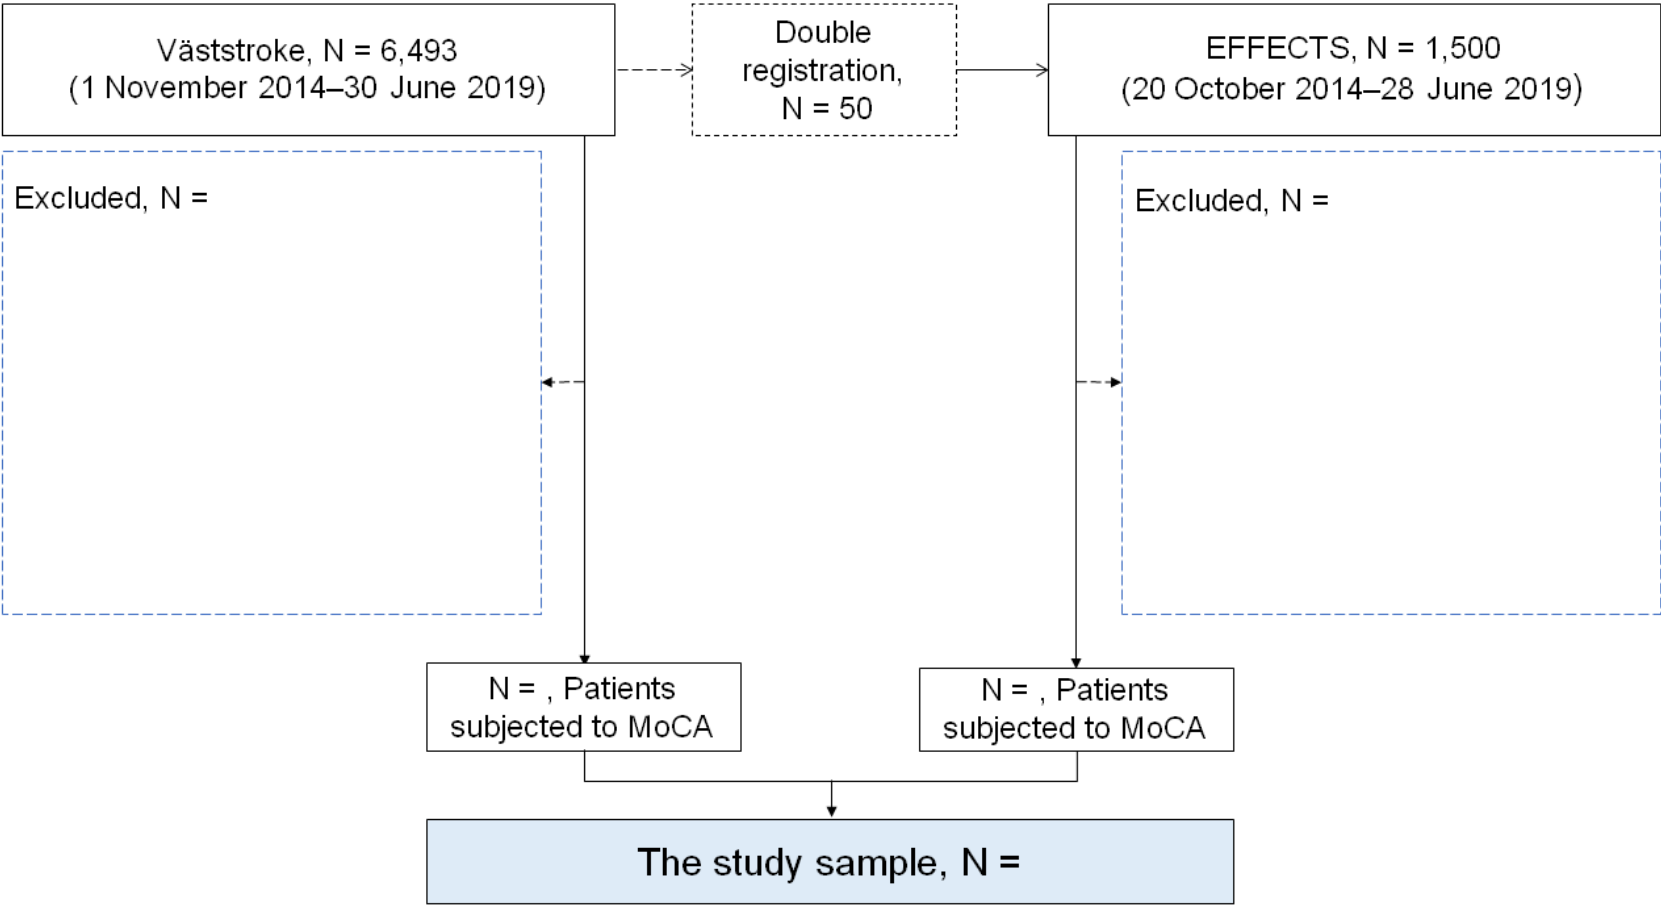 Väststroke, N = 6,493
(1 November 2014–30 June 2019)
Double
registration,
N = 50
EFFECTS, N = 1,500
(20 October 2014–28 June 2019)
Excluded, N =
Excluded, N =
N = , Patients
subjected to MoCA
N = , Patients
subjected to MoCA
The study sample, N =